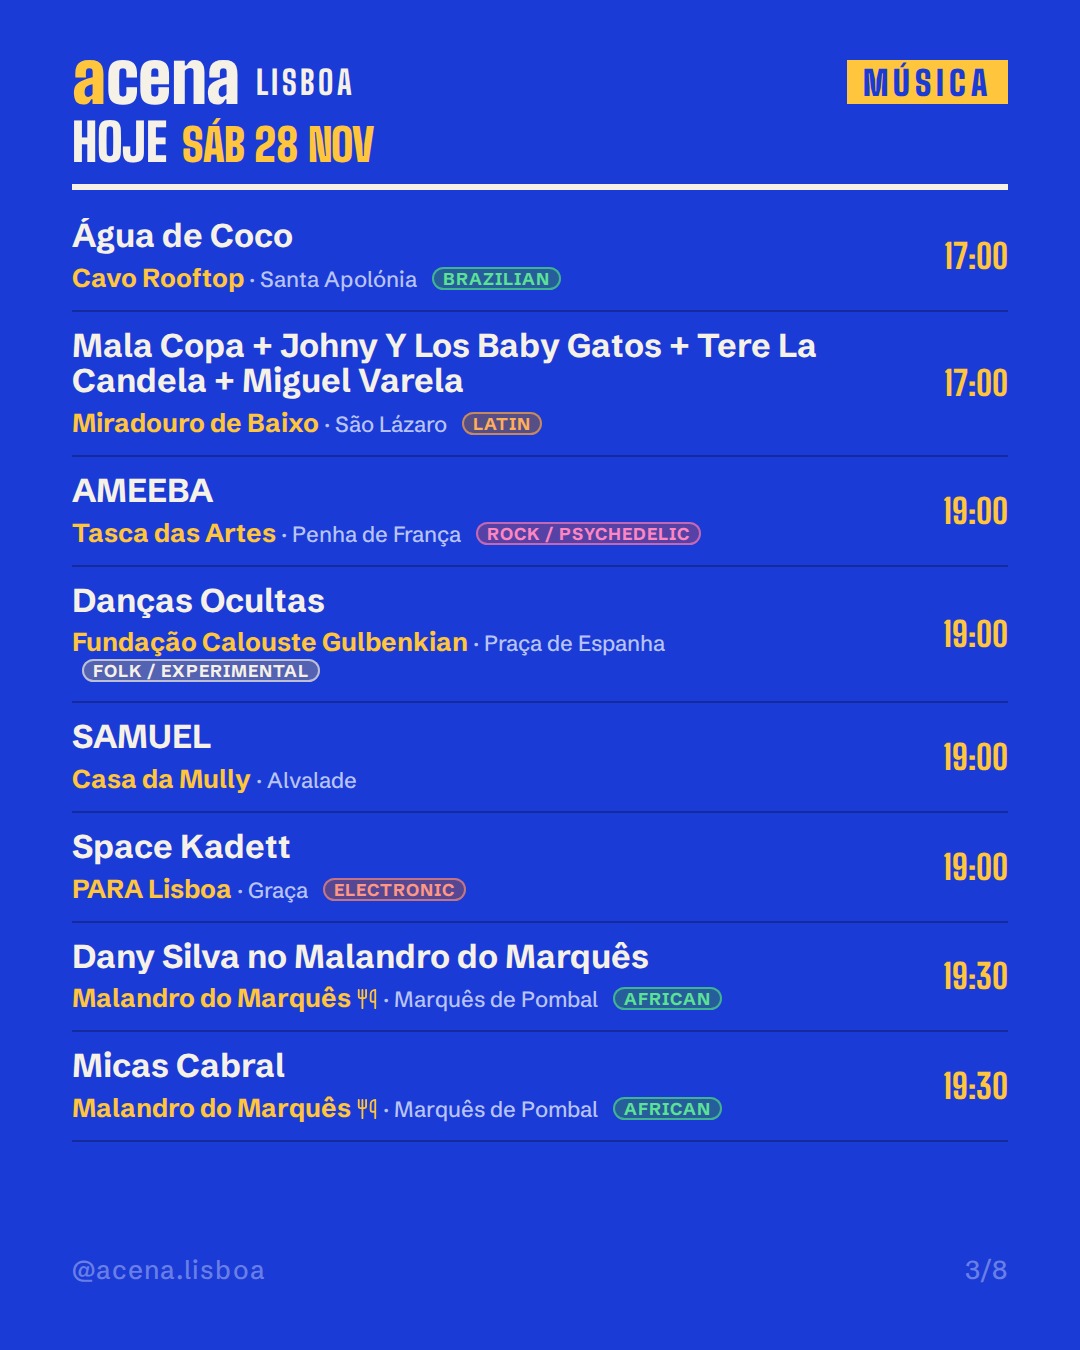 acena LISBOA
MÚSICA
HOJE SÁB 28 NOV
Água de Coco
Cavo Rooftop · Santa Apolónia BRAZILIAN
17:00
Mala Copa + Johny Y Los Baby Gatos + Tere La
Candela + Miguel Varela
Miradouro de Baixo · São Lázaro LATIN
17:00
AMEEBA
Tasca das Artes · Penha de França ROCK / PSYCHEDELIC
19:00
Danças Ocultas
Fundação Calouste Gulbenkian · Praça de Espanha
FOLK / EXPERIMENTAL
19:00
SAMUEL
Casa da Mully · Alvalade
19:00
Space Kadett
PARA Lisboa · Graça ELECTRONIC
19:00
Dany Silva no Malandro do Marquês
Malandro do Marquês · Marquês de Pombal AFRICAN
19:30
Micas Cabral
Malandro do Marquês · Marquês de Pombal AFRICAN
19:30
@acena.lisboa
3/8